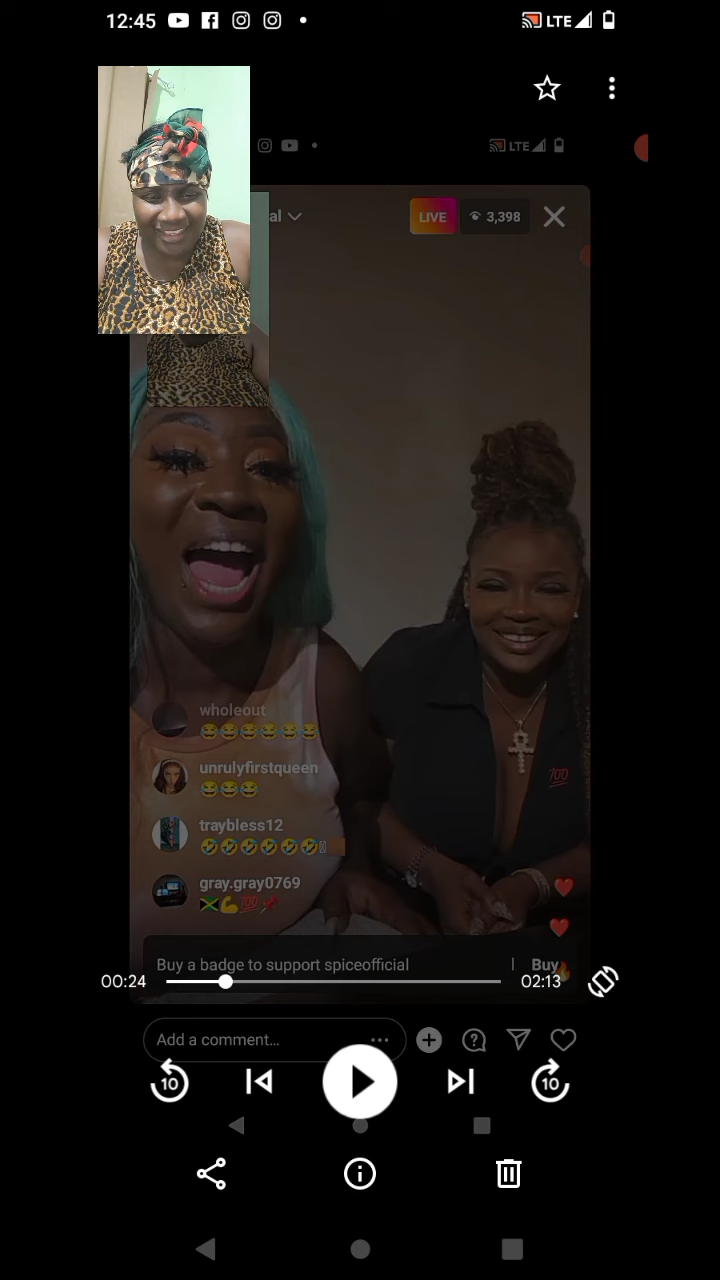 12:45
LTE
LTE
al
LIVE
3,398
wholeout
😂😂😂😂😂😂
unrulyfirstqueen
😂😂😂
traybless12
🤣🤣🤣🤣🤣🤣
gray.gray0769
🇯🇲💪💯📌
💯
Buy a badge to support spiceofficial | Buy
00:24
02:13
Add a comment...
10
10